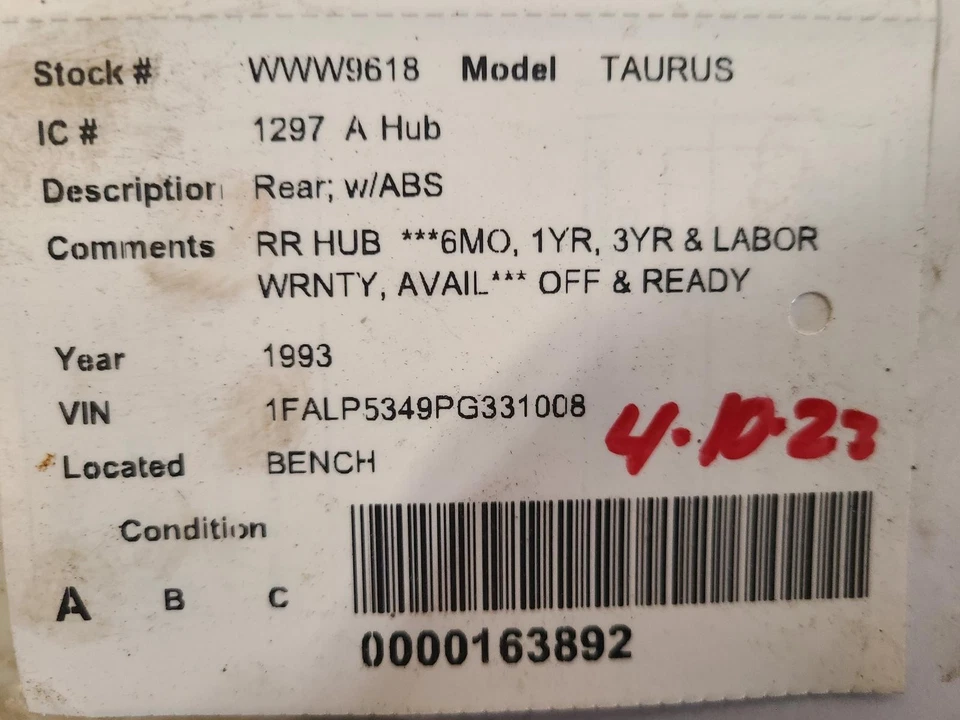 Stock # WWW9618 Model TAURUS
IC # 1297 A Hub
Description Rear; w/ABS
Comments RR HUB ***6MO, 1YR, 3YR & LABOR
WRNTY, AVAIL*** OFF & READY
Year 1993
VIN 1FALP5349PG331008
4.10.23
Located BENCH
Condition
A B C
0000163892